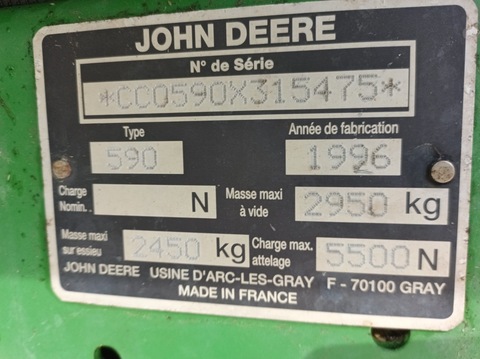 JOHN DEERE
N° de Série
*CC0590X315475*
Type
Année de fabrication
590
1996
Charge Nomin.. N
Masse maxi à vide 2950 kg
Masse maxi sur essieu 2450 kg
Charge max. attelage 5500 N
JOHN DEERE USINE D'ARC-LES-GRAY F - 70100 GRAY
MADE IN FRANCE